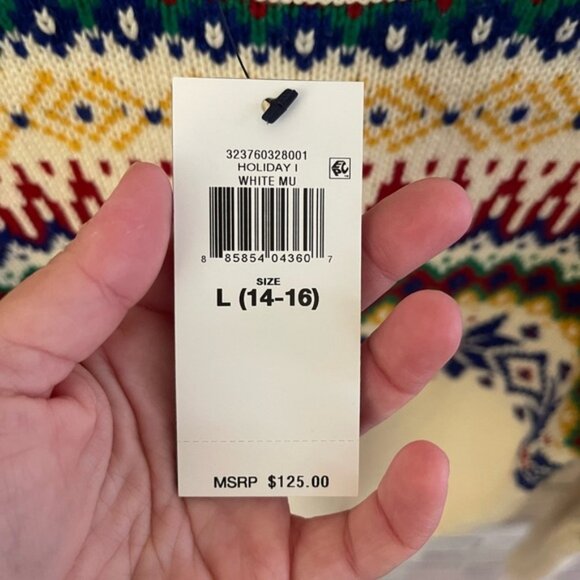 323760328001
HOLIDAY I
WHITE MU
8 85854 04360 7
SIZE
L (14-16)
MSRP $125.00